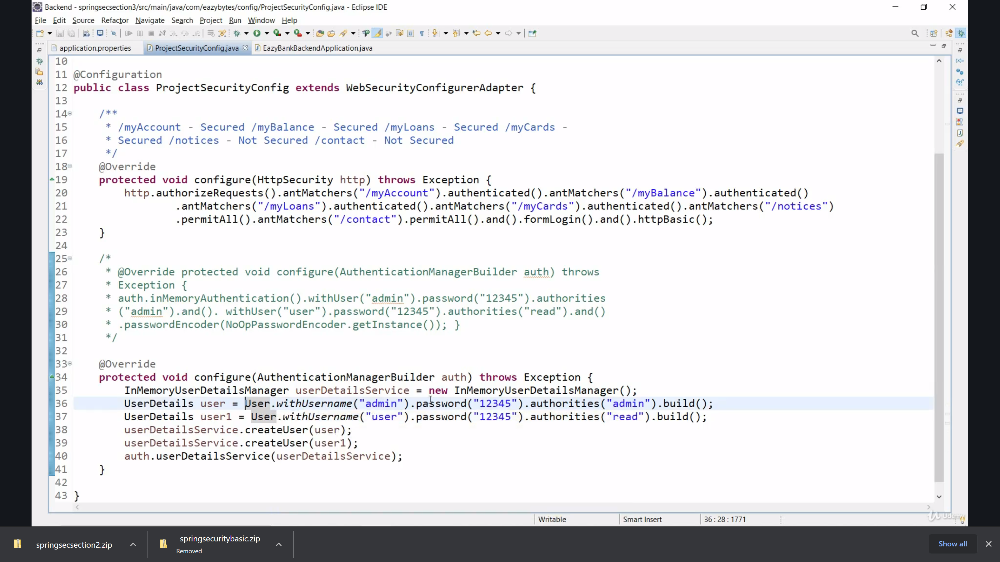 Backend - springsecsection3/src/main/java/com/eazybytes/config/ProjectSecurityConfig.java - Eclipse IDE
File Edit Source Refactor Navigate Search Project Run Window Help
application.properties ProjectSecurityConfig.java EazyBankBackendApplication.java
10
11 @Configuration
12 public class ProjectSecurityConfig extends WebSecurityConfigurerAdapter {
13
14 /**
15 * /myAccount - Secured /myBalance - Secured /myLoans - Secured /myCards -
16 * Secured /notices - Not Secured /contact - Not Secured
17 */
18 @Override
19 protected void configure(HttpSecurity http) throws Exception {
20 http.authorizeRequests().antMatchers("/myAccount").authenticated().antMatchers("/myBalance").authenticated()
21 .antMatchers("/myLoans").authenticated().antMatchers("/myCards").authenticated().antMatchers("/notices")
22 .permitAll().antMatchers("/contact").permitAll().and().formLogin().and().httpBasic();
23 }
24
25 /*
26 * @Override protected void configure(AuthenticationManagerBuilder auth) throws
27 * Exception {
28 * auth.inMemoryAuthentication().withUser("admin").password("12345").authorities
29 * ("admin").and(). withUser("user").password("12345").authorities("read").and()
30 * .passwordEncoder(NoOpPasswordEncoder.getInstance()); }
31 */
32
33 @Override
34 protected void configure(AuthenticationManagerBuilder auth) throws Exception {
35 InMemoryUserDetailsManager userDetailsService = new InMemoryUserDetailsManager();
36 UserDetails user = User.withUsername("admin").password("12345").authorities("admin").build();
37 UserDetails user1 = User.withUsername("user").password("12345").authorities("read").build();
38 userDetailsService.createUser(user);
39 userDetailsService.createUser(user1);
40 auth.userDetailsService(userDetailsService);
41 }
42
43 }
Writable Smart Insert 36 : 28 : 1771
Udemy
springsecsection2.zip
springsecuritybasic.zip
Removed
Show all